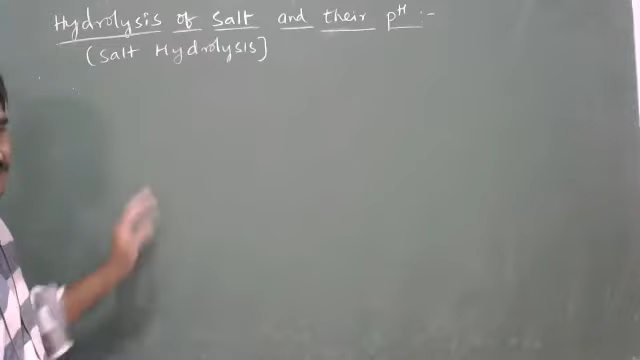 Hydrolysis of salt and their pH :-
(salt Hydrolysis]